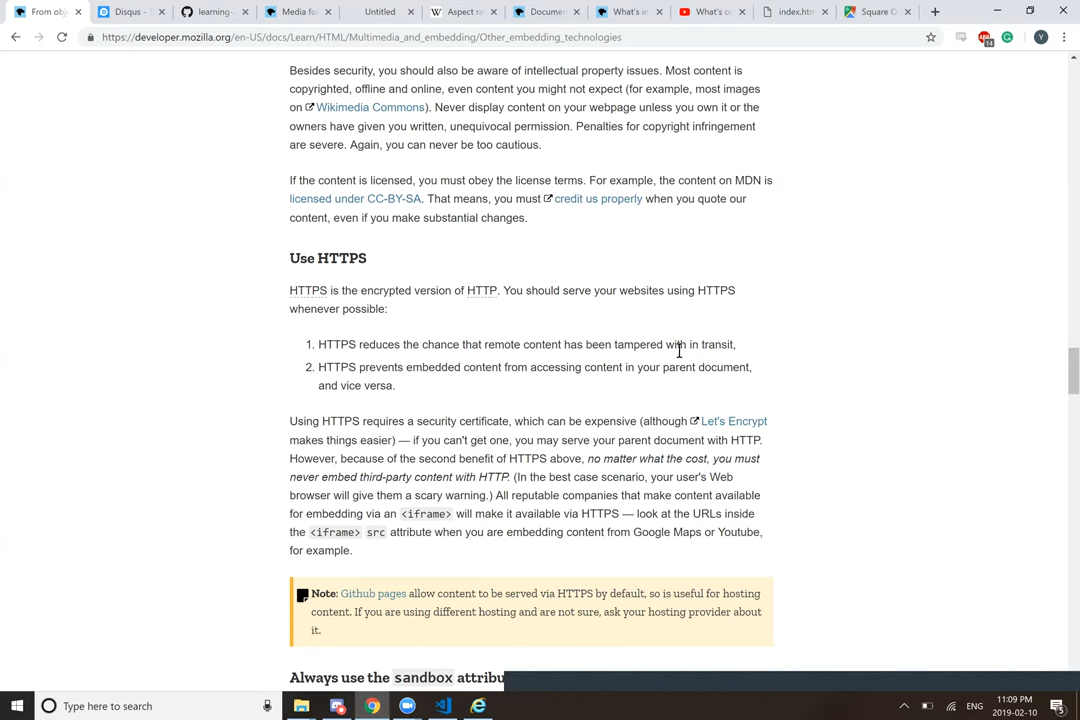 From obj
Disqus - 
learning-
Media fo
Untitled
Aspect ra
Documen
What's in
What's o
index.htm
Square O
https://developer.mozilla.org/en-US/docs/Learn/HTML/Multimedia_and_embedding/Other_embedding_technologies
14
Y
Besides security, you should also be aware of intellectual property issues. Most content is
copyrighted, offline and online, even content you might not expect (for example, most images
on Wikimedia Commons). Never display content on your webpage unless you own it or the
owners have given you written, unequivocal permission. Penalties for copyright infringement
are severe. Again, you can never be too cautious.
If the content is licensed, you must obey the license terms. For example, the content on MDN is
licensed under CC-BY-SA. That means, you must credit us properly when you quote our
content, even if you make substantial changes.
Use HTTPS
HTTPS is the encrypted version of HTTP. You should serve your websites using HTTPS
whenever possible:
1. HTTPS reduces the chance that remote content has been tampered with in transit,
2. HTTPS prevents embedded content from accessing content in your parent document,
and vice versa.
Using HTTPS requires a security certificate, which can be expensive (although Let's Encrypt
makes things easier) — if you can't get one, you may serve your parent document with HTTP.
However, because of the second benefit of HTTPS above, no matter what the cost, you must
never embed third-party content with HTTP. (In the best case scenario, your user's Web
browser will give them a scary warning.) All reputable companies that make content available
for embedding via an <iframe> will make it available via HTTPS — look at the URLs inside
the <iframe> src attribute when you are embedding content from Google Maps or Youtube,
for example.
Note: Github pages allow content to be served via HTTPS by default, so is useful for hosting
content. If you are using different hosting and are not sure, ask your hosting provider about
it.
Always use the sandbox attribu
Type here to search
ENG
11:09 PM
2019-02-10
5